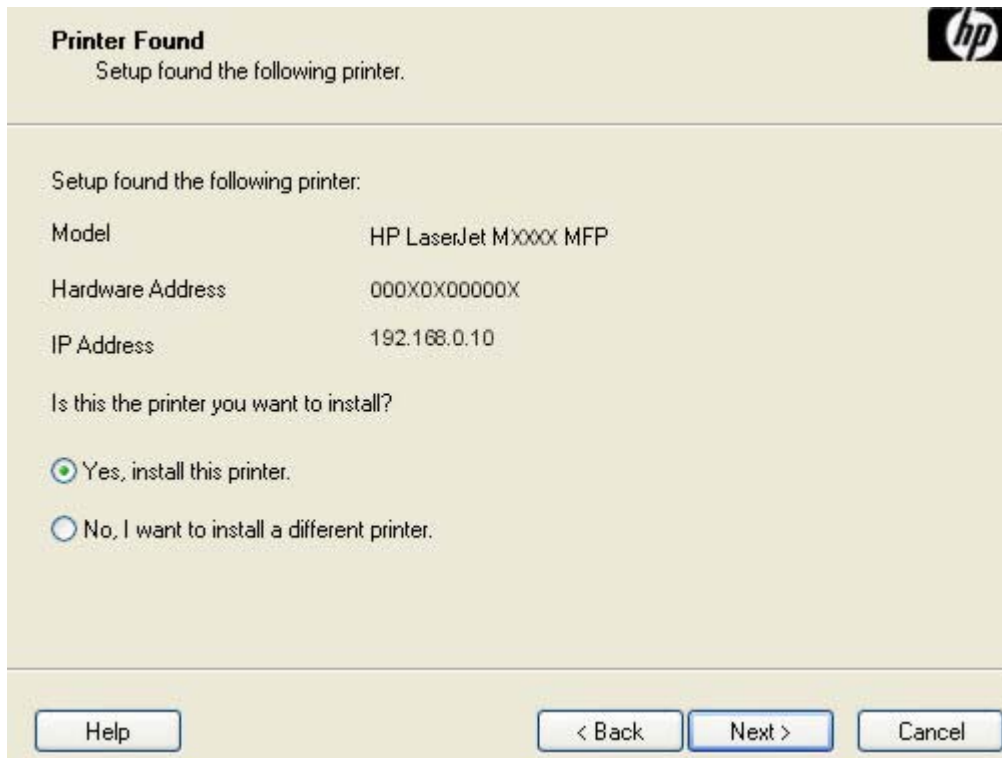 Printer Found
Setup found the following printer.
hp
Setup found the following printer:
Model HP LaserJet MXXXX MFP
Hardware Address 000X0X00000X
IP Address 192.168.0.10
Is this the printer you want to install?
Yes, install this printer.
No, I want to install a different printer.
Help < Back Next > Cancel